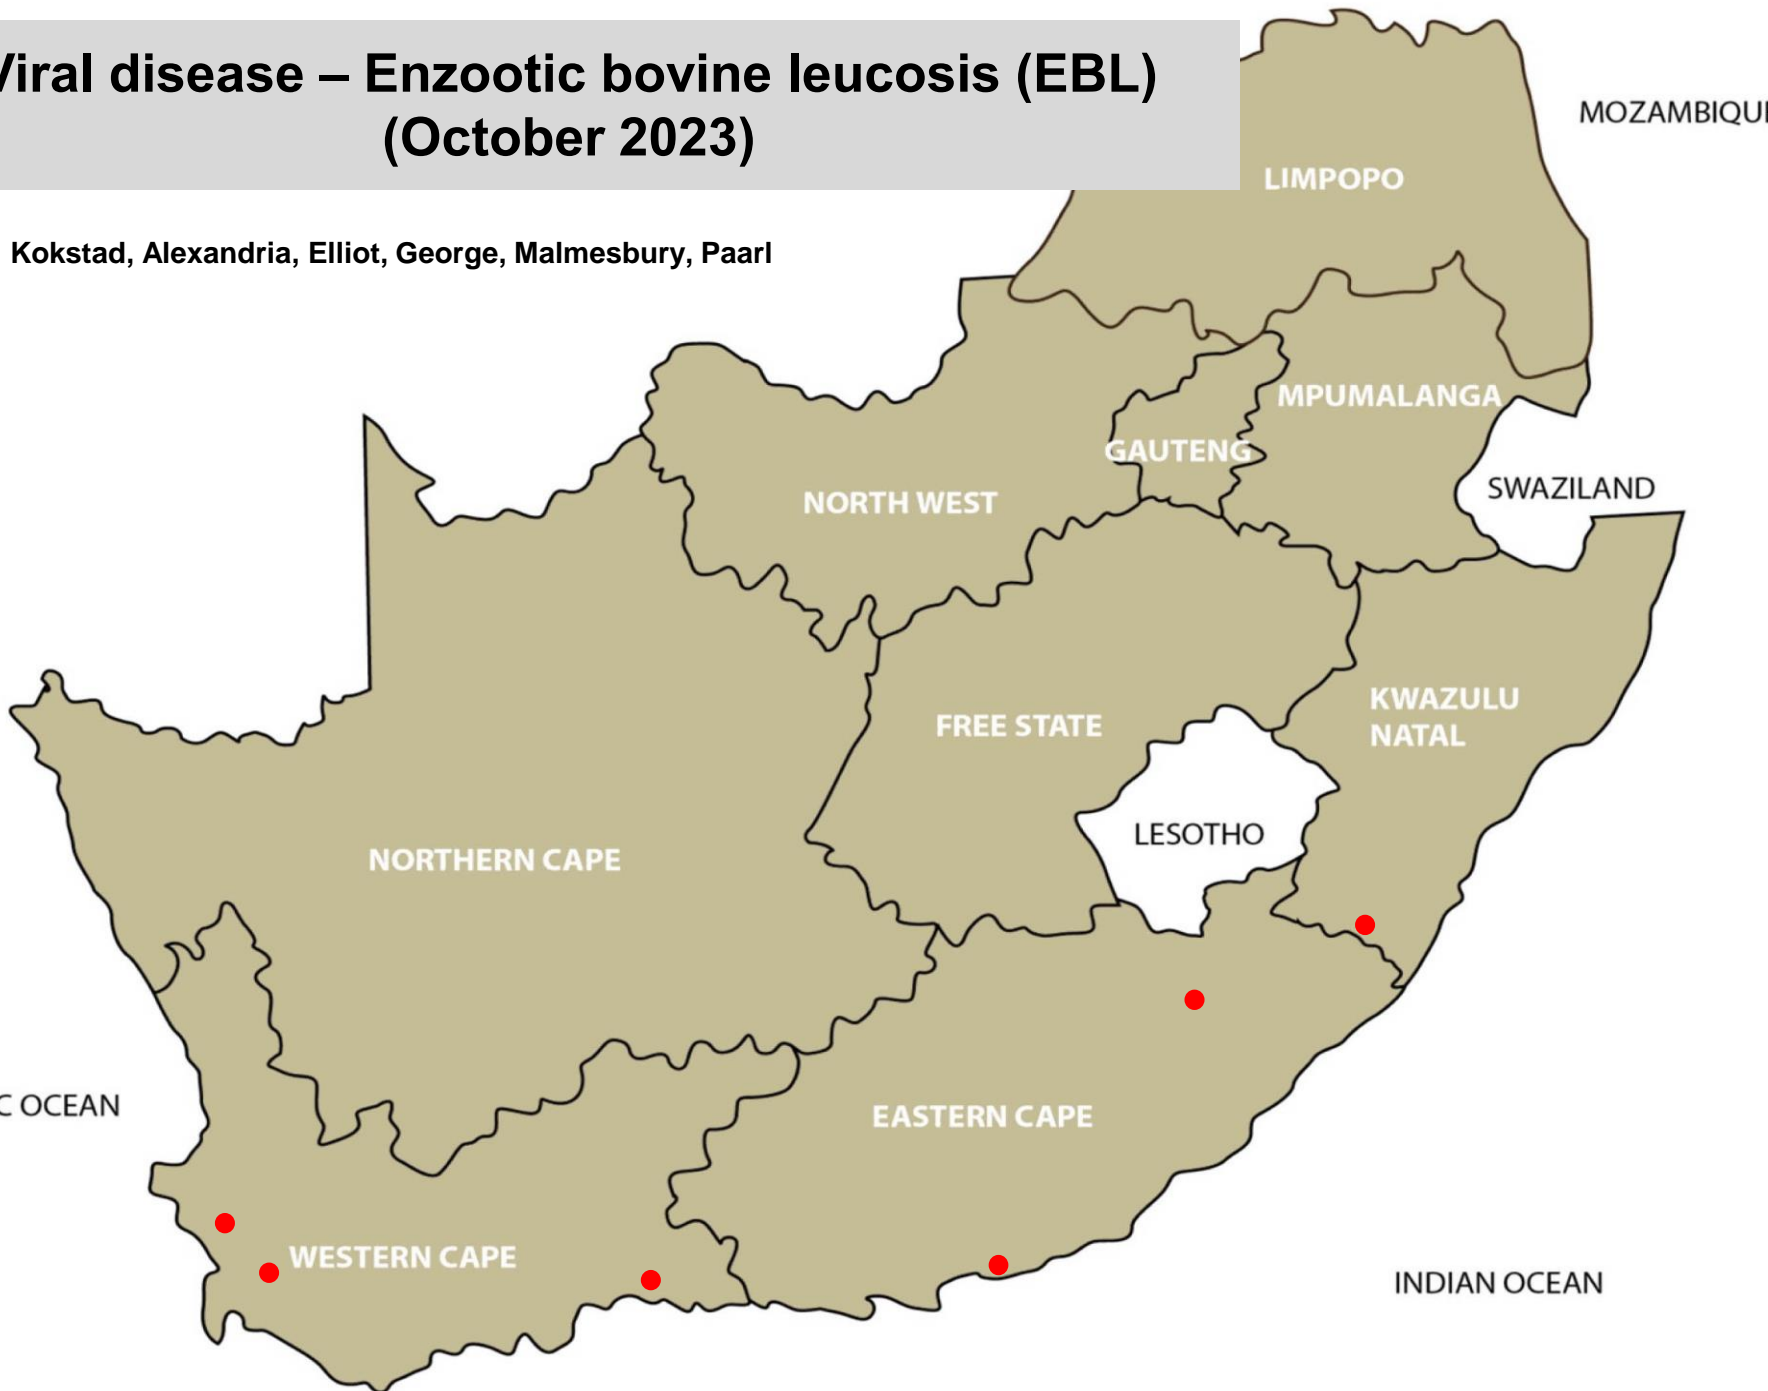 Viral disease – Enzootic bovine leucosis (EBL)
(October 2023)
MOZAMBIQUE
LIMPOPO
Kokstad, Alexandria, Elliot, George, Malmesbury, Paarl
MPUMALANGA
GAUTENG
SWAZILAND
NORTH WEST
KWAZULU
NATAL
FREE STATE
LESOTHO
NORTHERN CAPE
C OCEAN
EASTERN CAPE
WESTERN CAPE
INDIAN OCEAN